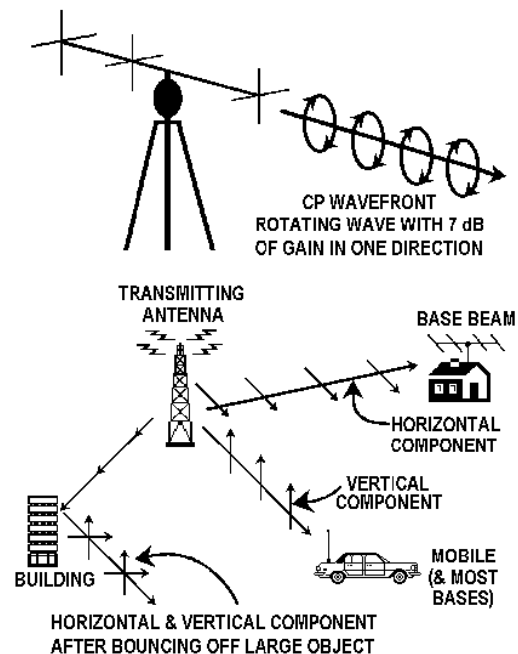 CP WAVEFRONT
ROTATING WAVE WITH 7 dB
OF GAIN IN ONE DIRECTION
TRANSMITTING
ANTENNA
BASE BEAM
HORIZONTAL
COMPONENT
VERTICAL
COMPONENT
BUILDING
MOBILE
(& MOST
BASES)
HORIZONTAL & VERTICAL COMPONENT
AFTER BOUNCING OFF LARGE OBJECT